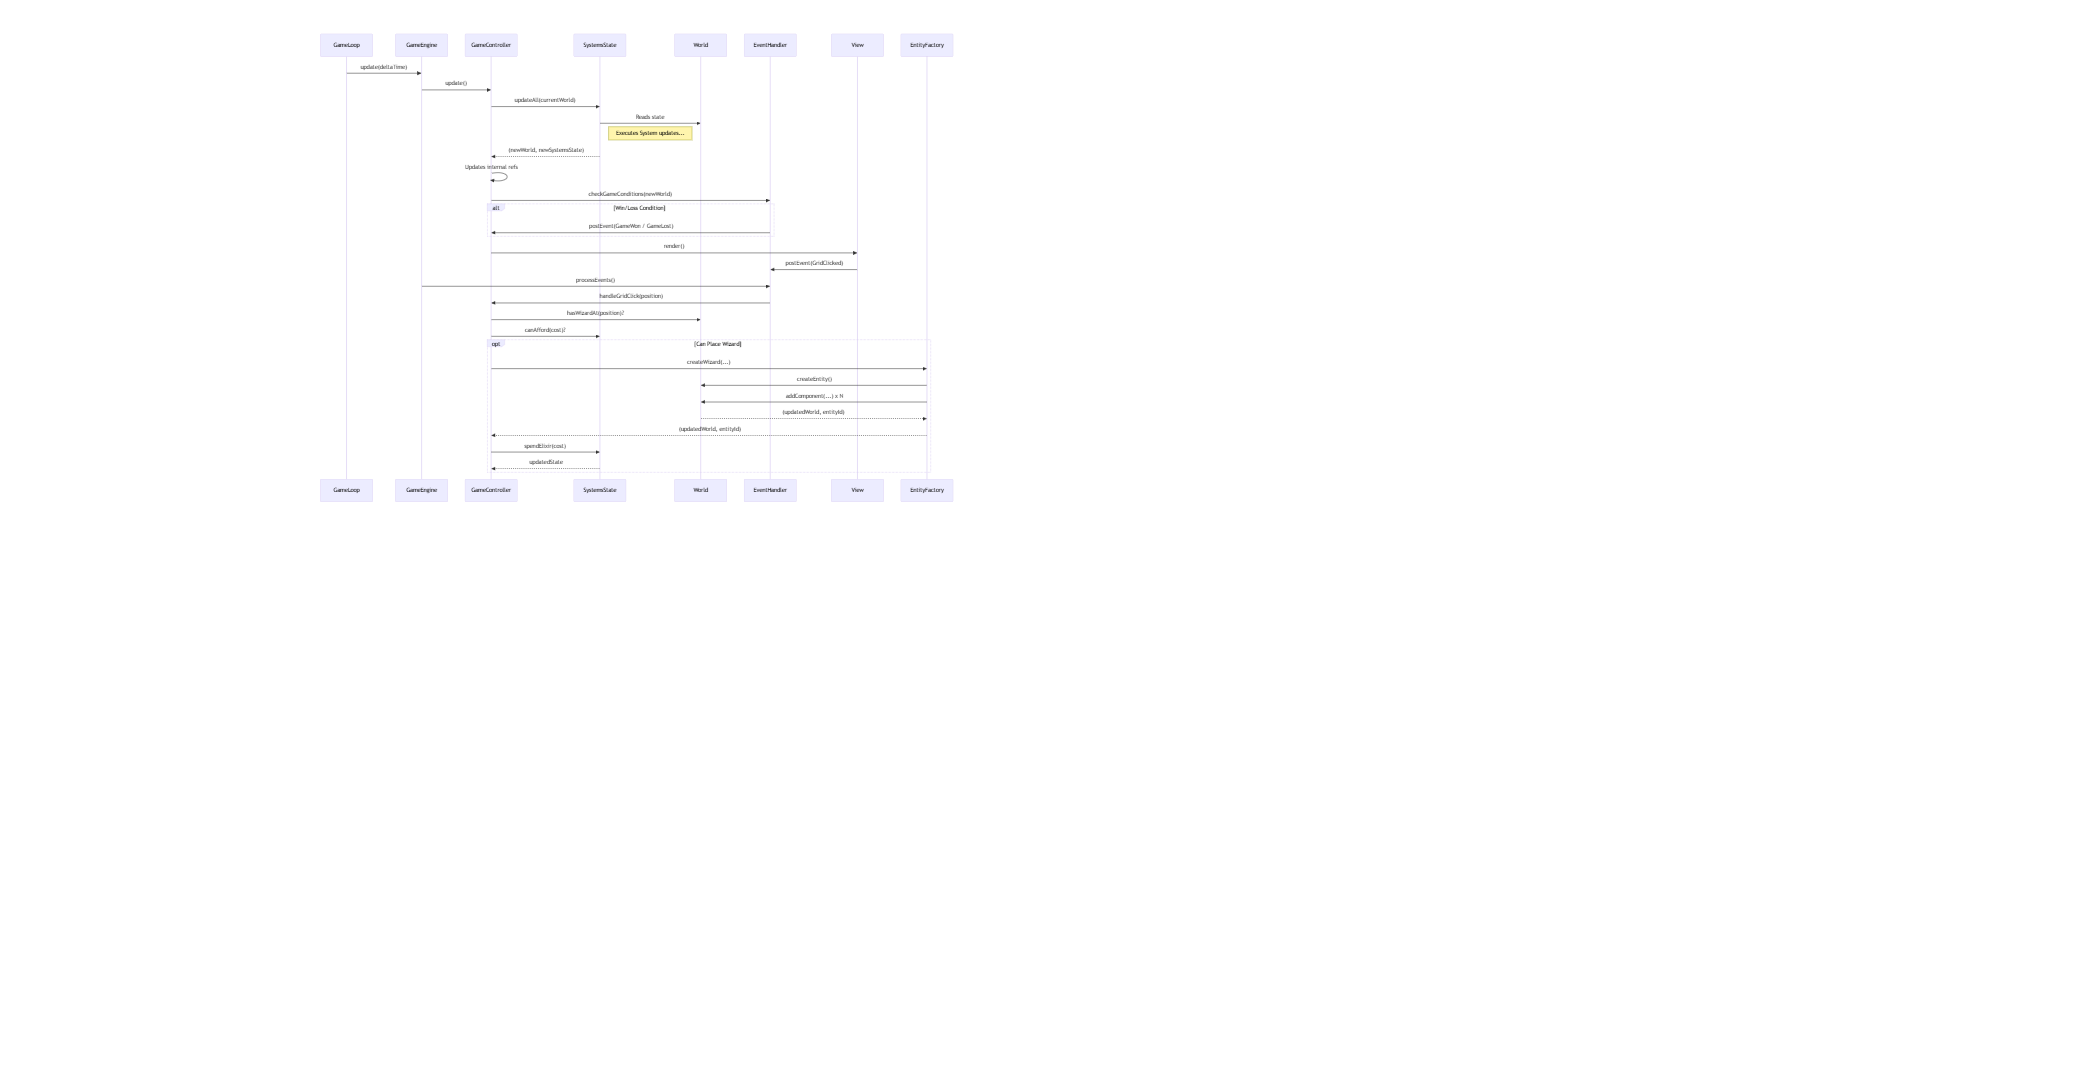 GameLoop GameEngine GameController SystemsState World EventHandler View EntityFactory
update(deltaTime)
update()
updateAll(currentWorld)
Reads state
Executes System updates...
(newWorld, newSystemsState)
Updates internal refs
checkGameConditions(newWorld)
alt [Win/Loss Condition]
postEvent(GameWon / GameLost)
render()
postEvent(GridClicked)
processEvents()
handleGridClick(position)
hasWizardAt(position)?
canAfford(cost)?
opt [Can Place Wizard]
createWizard(...)
createEntity()
addComponent(...) x N
(updatedWorld, entityId)
(updatedWorld, entityId)
spendElixir(cost)
updatedState
GameLoop GameEngine GameController SystemsState World EventHandler View EntityFactory